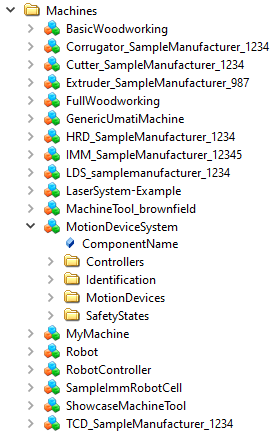 Machines
BasicWoodworking
Corrugator_SampleManufacturer_1234
Cutter_SampleManufacturer_1234
Extruder_SampleManufacturer_987
FullWoodworking
GenericUmatiMachine
HRD_SampleManufacturer_1234
IMM_SampleManufacturer_12345
LDS_samplemanufacturer_1234
LaserSystem-Example
MachineTool_brownfield
MotionDeviceSystem
ComponentName
Controllers
Identification
MotionDevices
SafetyStates
MyMachine
Robot
RobotController
SampleImmRobotCell
ShowcaseMachineTool
TCD_SampleManufacturer_1234